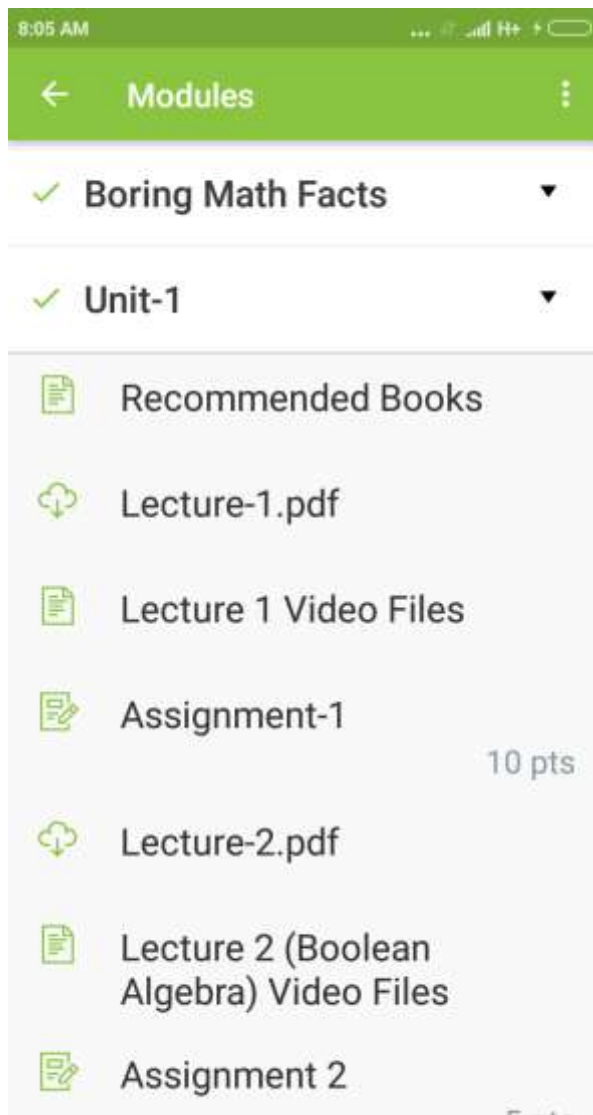 8:05 AM ... H+
Modules
Boring Math Facts
Unit-1
Recommended Books
Lecture-1.pdf
Lecture 1 Video Files
Assignment-1
10 pts
Lecture-2.pdf
Lecture 2 (Boolean
Algebra) Video Files
Assignment 2